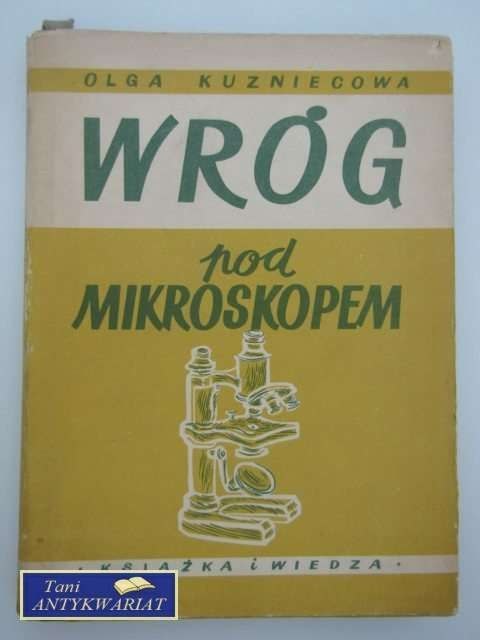 OLGA KUZNIECOWA
WRÓG
pod
MIKROSKOPEM
· KSIĄŻKA i WIEDZA ·
Tani
ANTYKWARIAT